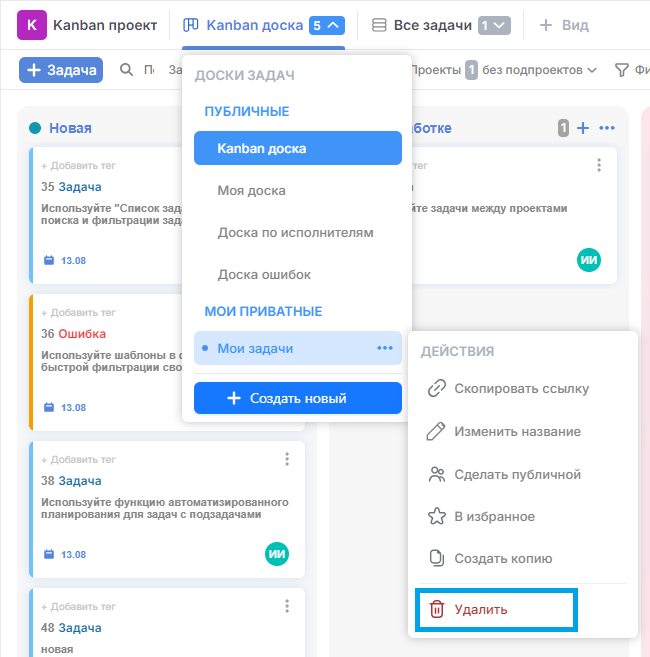 K Kanban проект Kanban доска 5 Все задачи 1 + Вид
+ Задача За Проекты 1 без подпроектов
ДОСКИ ЗАДАЧ
ПУБЛИЧНЫЕ
Kanban доска
Моя доска
Доска по исполнителям
Доска ошибок
МОИ ПРИВАТНЫЕ
Мои задачи
+ Создать новый
Новая
+ Добавить тег
35 Задача
Используйте "Список зада
поиска и фильтрации зада
13.08
+ Добавить тег
36 Ошибка
Используйте шаблоны в с
быстрой фильтрации сво
13.08
+ Добавить тег
38 Задача
Используйте функцию автоматизированного
планирования для задач с подзадачами
13.08 ИИ
+ Добавить тег
48 Задача
новая
ботке 1 +
тег
йте задачи между проектами
ИИ
ДЕЙСТВИЯ
Скопировать ссылку
Изменить название
Сделать публичной
В избранное
Создать копию
Удалить